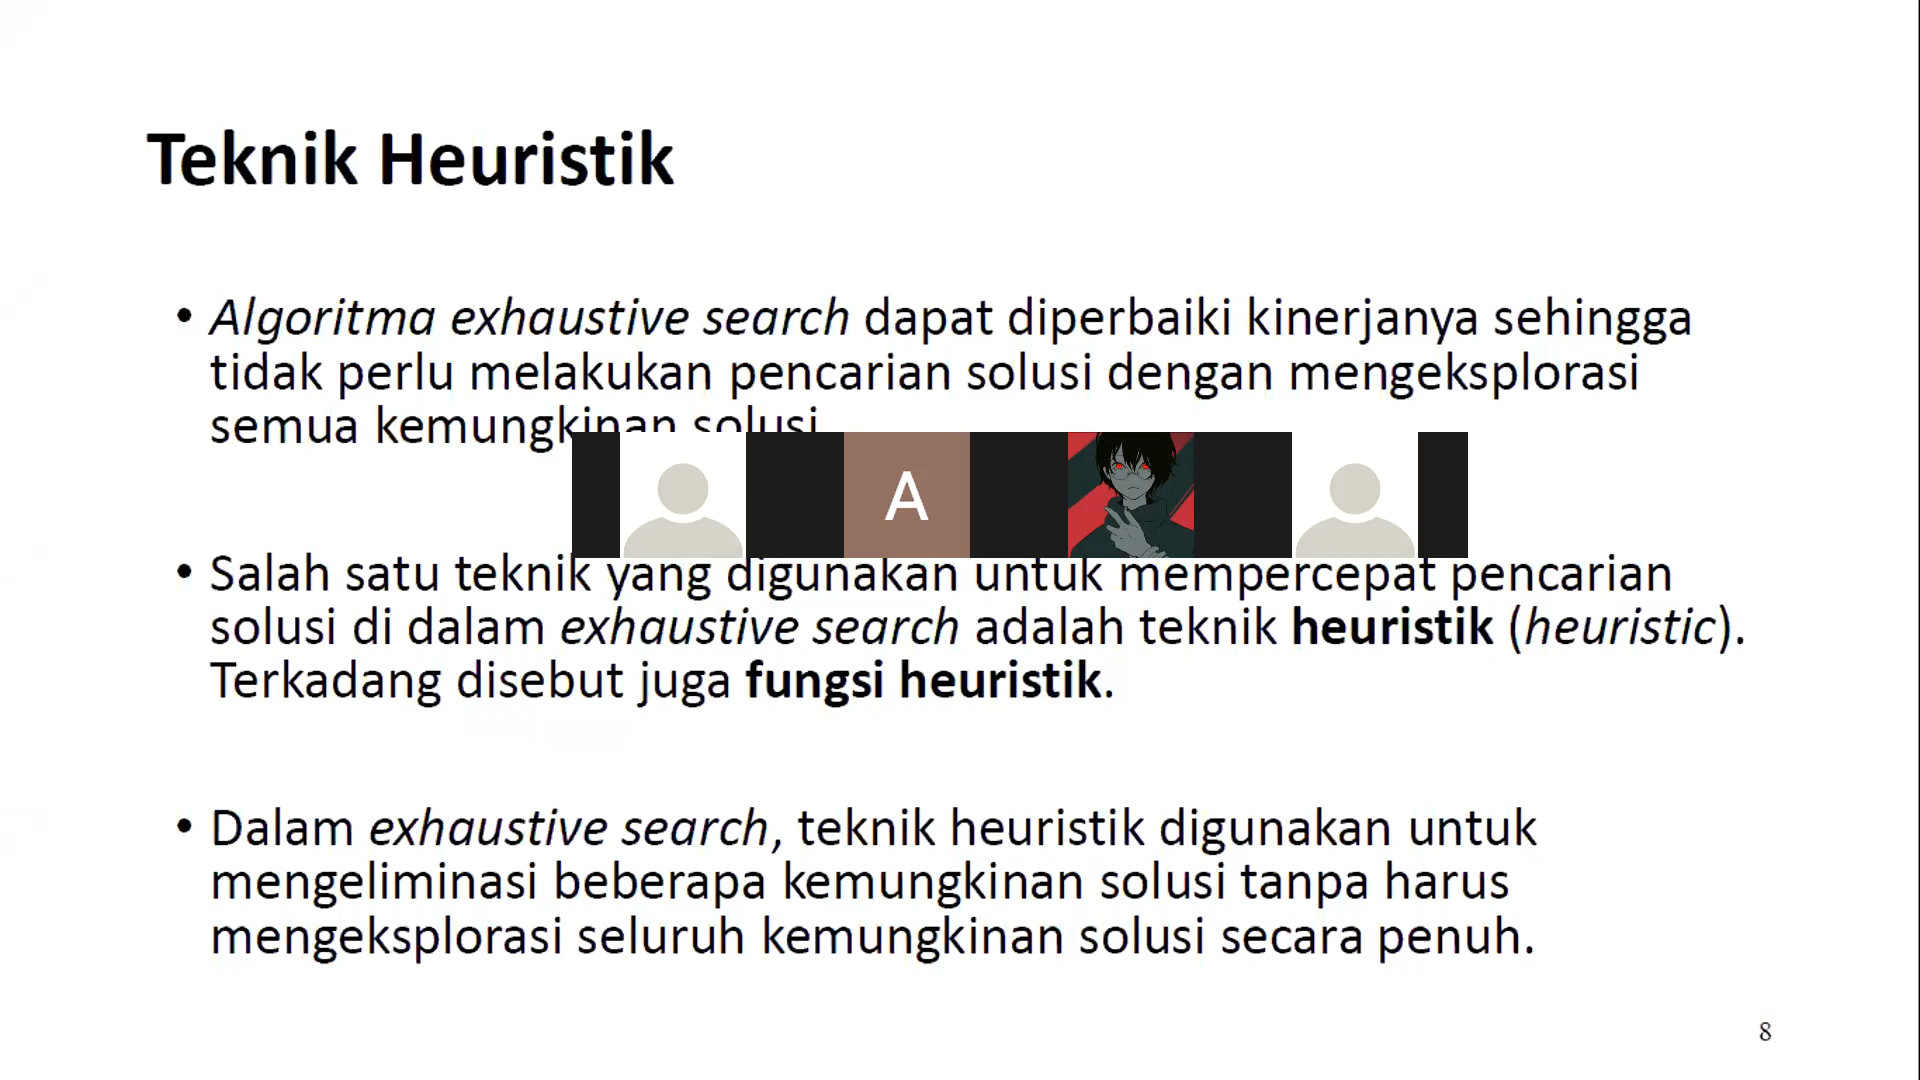 Teknik Heuristik
• Algoritma exhaustive search dapat diperbaiki kinerjanya sehingga
tidak perlu melakukan pencarian solusi dengan mengeksplorasi
semua kemungkinan solusi
A
• Salah satu teknik yang digunakan untuk mempercepat pencarian
solusi di dalam exhaustive search adalah teknik heuristik (heuristic).
Terkadang disebut juga fungsi heuristik.
• Dalam exhaustive search, teknik heuristik digunakan untuk
mengeliminasi beberapa kemungkinan solusi tanpa harus
mengeksplorasi seluruh kemungkinan solusi secara penuh.
8